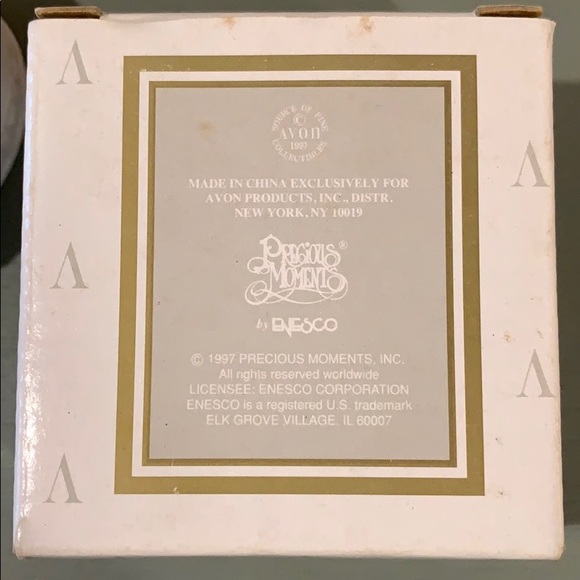 SOURCE OF FINE
©
AVON
1997
COLLECTIBLES
MADE IN CHINA EXCLUSIVELY FOR
AVON PRODUCTS, INC., DISTR.
NEW YORK, NY 10019
PRECIOUS ®
MOMENTS
by ENESCO
© 1997 PRECIOUS MOMENTS, INC.
All rights reserved worldwide
LICENSEE: ENESCO CORPORATION
ENESCO is a registered U.S. trademark
ELK GROVE VILLAGE, IL 60007